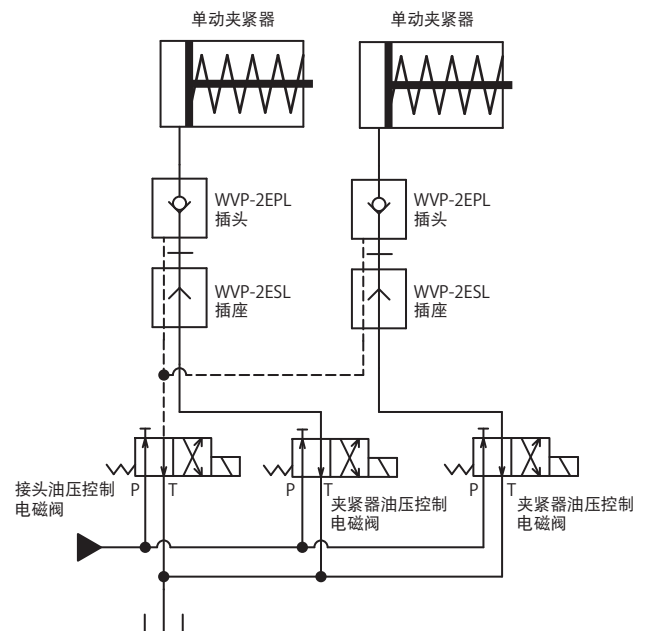 单动夹紧器
单动夹紧器
WVP-2EPL
插头
WVP-2EPL
插头
WVP-2ESL
插座
WVP-2ESL
插座
接头油压控制
电磁阀
P
T
P
T
夹紧器油压控制
电磁阀
P
T
夹紧器油压控制
电磁阀